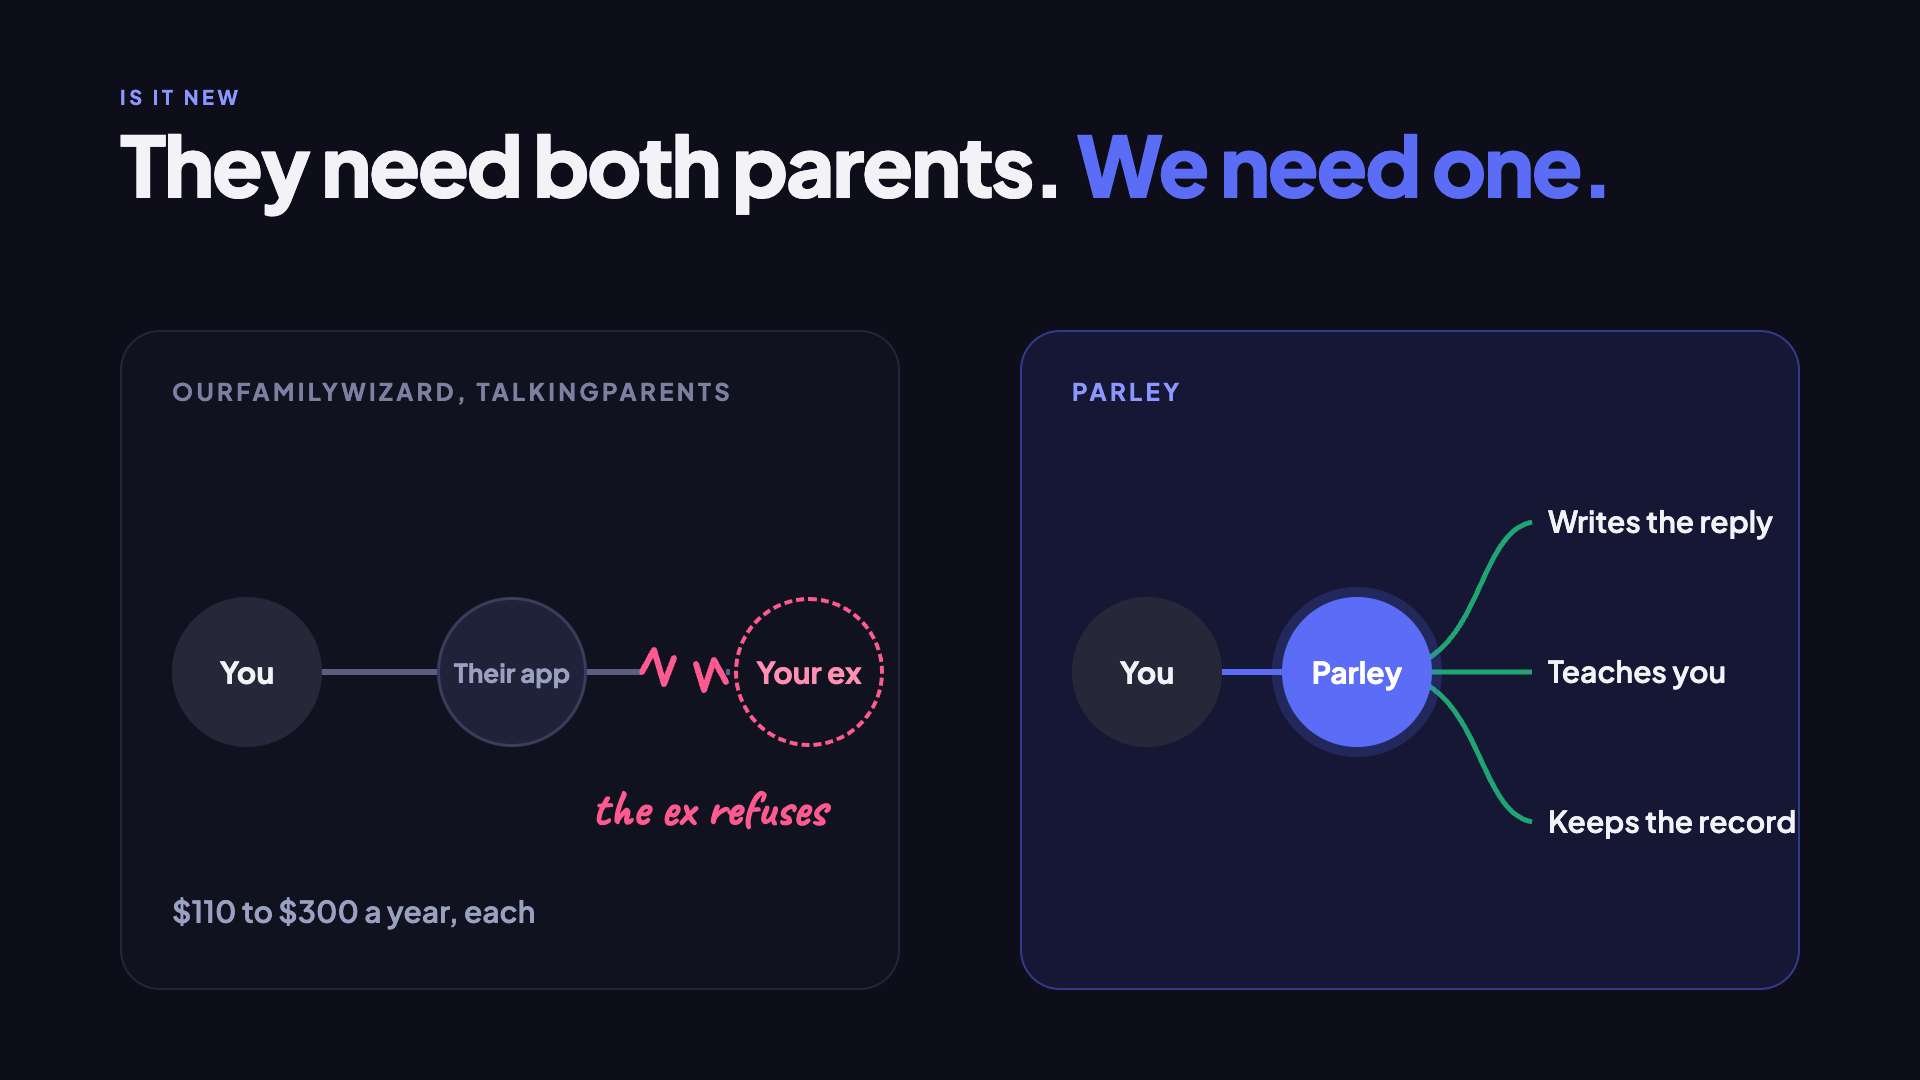 IS IT NEW
They need both parents. We need one.
OURFAMILYWIZARD, TALKINGPARENTS
You
Their app
Your ex
the ex refuses
$110 to $300 a year, each
PARLEY
You
Parley
Writes the reply
Teaches you
Keeps the record